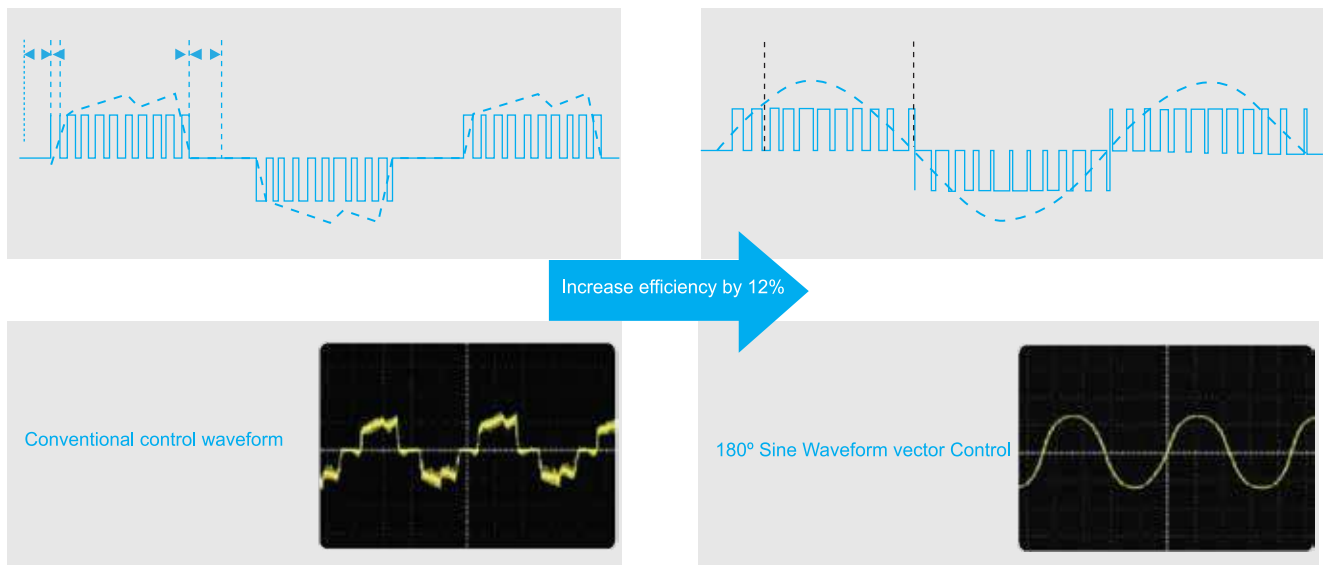 Increase efficiency by 12%
Conventional control waveform
180º Sine Waveform vector Control